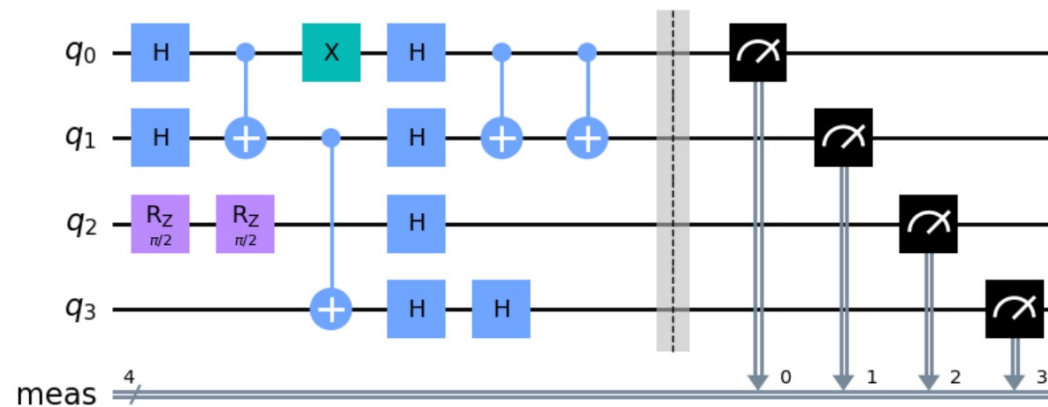 q0 H X H
q1 H H
q2 RZ π/2 RZ π/2 H
q3 H H
meas 4 0 1 2 3